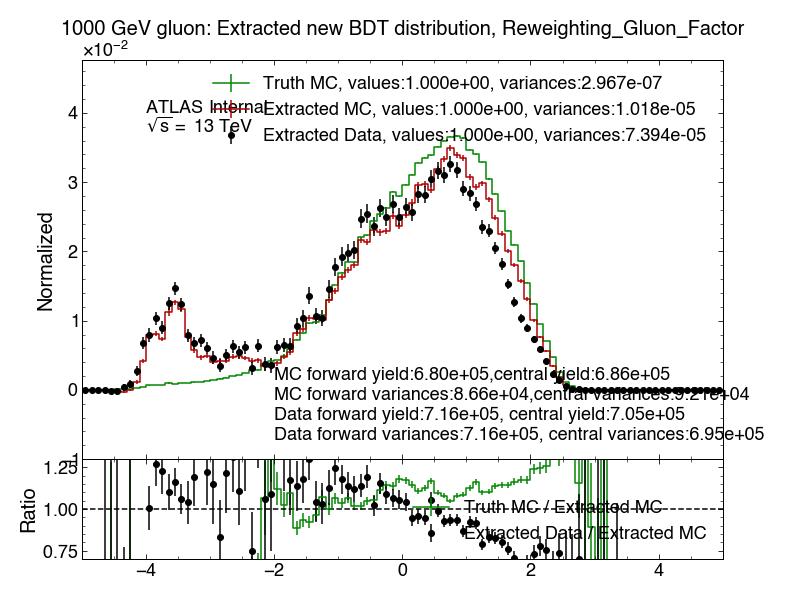 1000 GeV gluon: Extracted new BDT distribution, Reweighting_Gluon_Factor
×10⁻²
Truth MC, values:1.000e+00, variances:2.967e-07
ATLAS Internal
Extracted MC, values:1.000e+00, variances:1.018e-05
√s = 13 TeV
Extracted Data, values:1.000e+00, variances:7.394e-05
4
3
2
1
0
Normalized
MC forward yield:6.80e+05,central yield:6.86e+05
MC forward variances:8.66e+04,central variances:9.21e+04
Data forward yield:7.16e+05, central yield:7.05e+05
Data forward variances:7.16e+05, central variances:6.95e+05
1
1.25
1.00
0.75
Ratio
Truth MC / Extracted MC
Extracted Data / Extracted MC
−4 −2 0 2 4